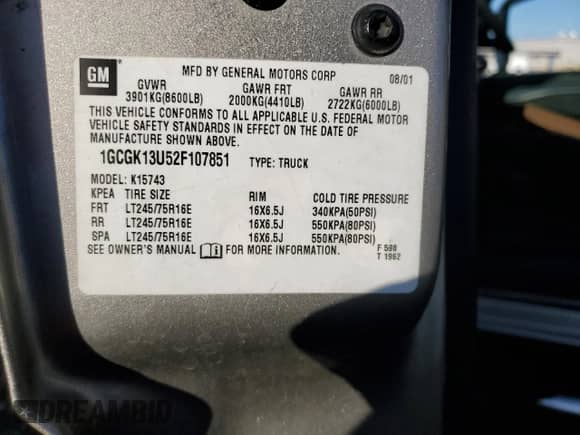 GM
MFD BY GENERAL MOTORS CORP 08/01
GVWR GAWR FRT GAWR RR
3901KG(8600LB) 2000KG(4410LB) 2722KG(6000LB)
THIS VEHICLE CONFORMS TO ALL APPLICABLE U.S. FEDERAL MOTOR
VEHICLE SAFETY STANDARDS IN EFFECT ON THE DATE OF
MANUFACTURE SHOWN ABOVE.
1GCGK13U52F107851 TYPE: TRUCK
MODEL: K15743
KPEA TIRE SIZE RIM COLD TIRE PRESSURE
FRT LT245/75R16E 16X6.5J 340KPA(50PSI)
RR LT245/75R16E 16X6.5J 550KPA(80PSI)
SPA LT245/75R16E 16X6.5J 550KPA(80PSI)
SEE OWNER'S MANUAL FOR MORE INFORMATION. F 598
T 1962
DREAMBID